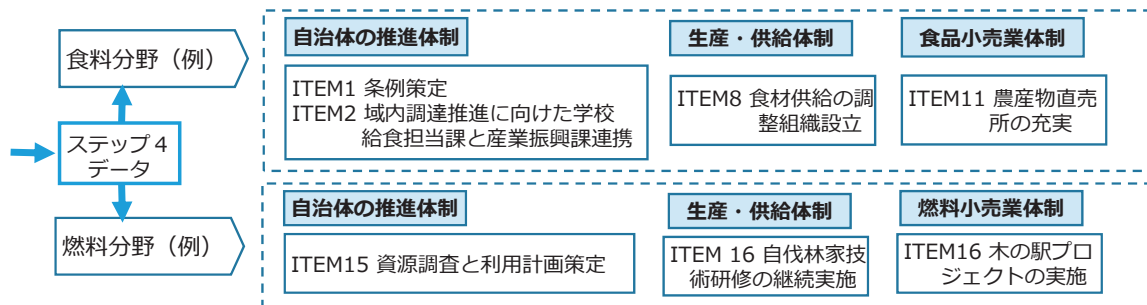 食料分野（例）
ステップ４
データ
燃料分野（例）
自治体の推進体制
ITEM1 条例策定
ITEM2 域内調達推進に向けた学校
給食担当課と産業振興課連携
生産・供給体制
ITEM8 食材供給の調
整組織設立
食品小売業体制
ITEM11 農産物直売
所の充実
自治体の推進体制
ITEM15 資源調査と利用計画策定
生産・供給体制
ITEM 16 自伐林家技
術研修の継続実施
燃料小売業体制
ITEM16 木の駅プロ
ジェクトの実施